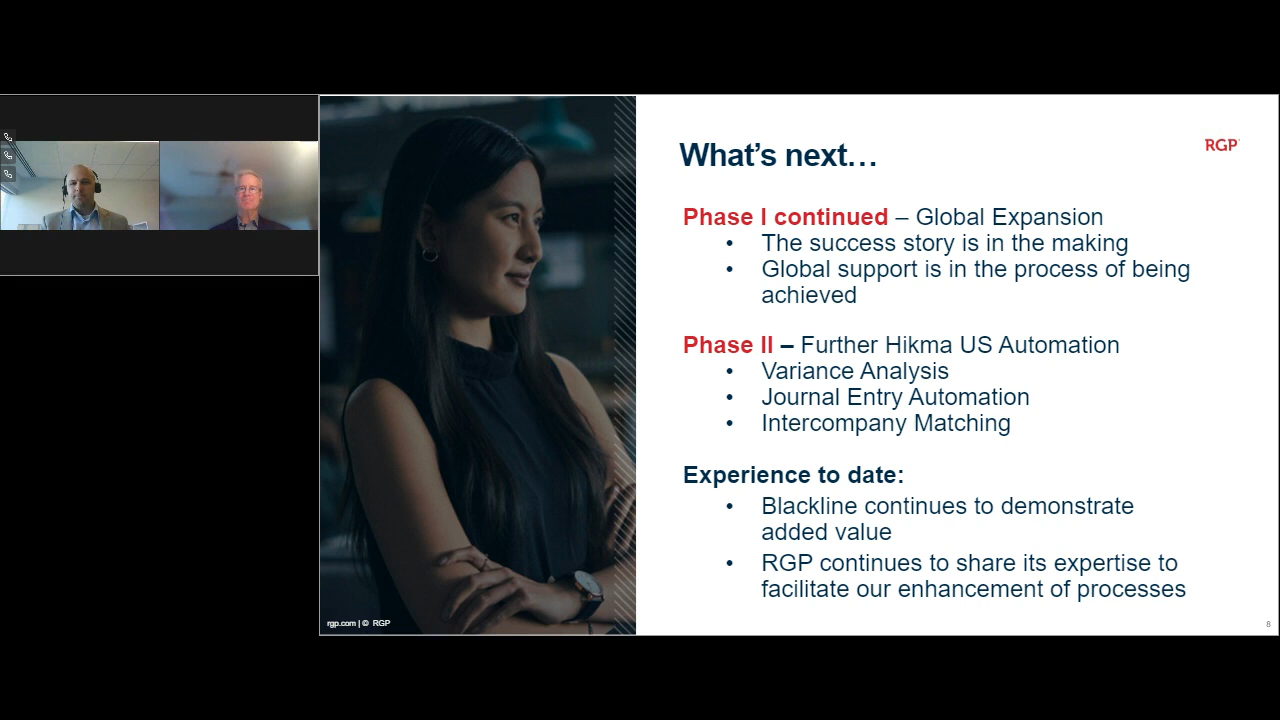 What's next…
RGP
Phase I continued – Global Expansion
• The success story is in the making
• Global support is in the process of being
achieved
Phase II – Further Hikma US Automation
• Variance Analysis
• Journal Entry Automation
• Intercompany Matching
Experience to date:
• Blackline continues to demonstrate
added value
• RGP continues to share its expertise to
facilitate our enhancement of processes
rgp.com | © RGP
8